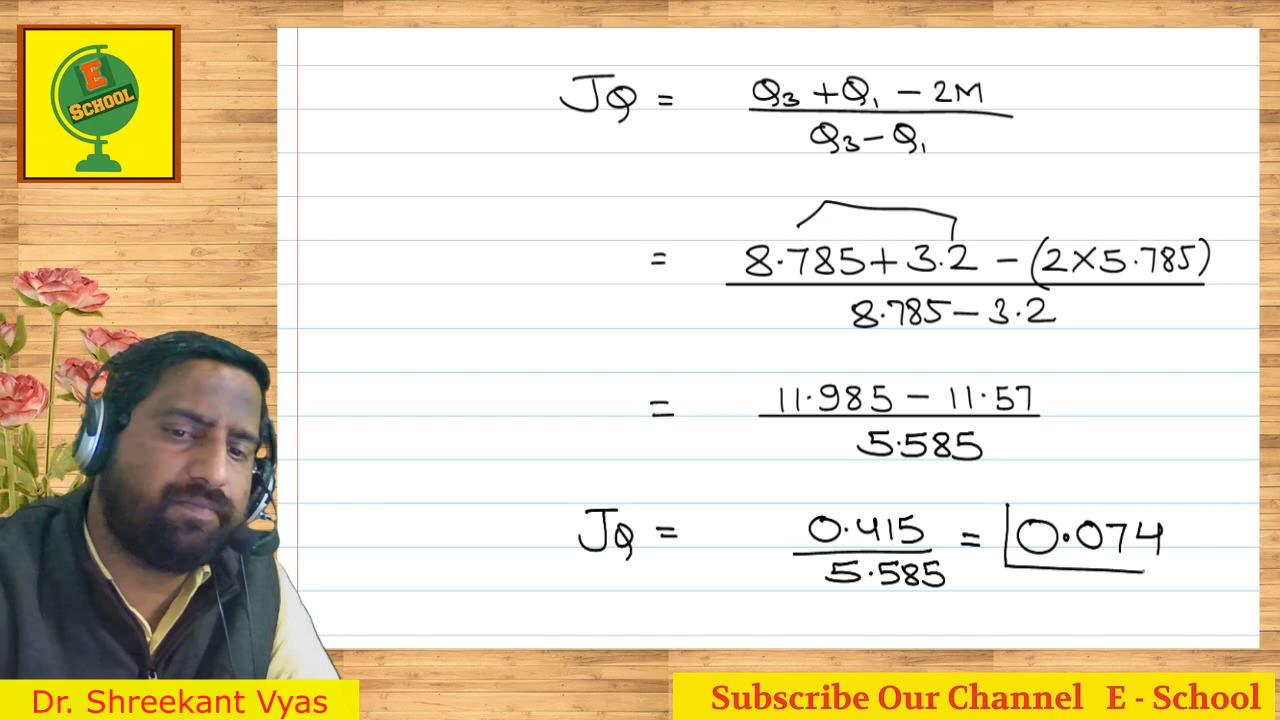 E
SCHOOL
JQ = Q₃ + Q₁ - 2M / Q₃ - Q₁
= 8.785 + 3.2 - (2×5.785) / 8.785 - 3.2
= 11.985 - 11.57 / 5.585
JQ = 0.415 / 5.585 = 0.074
Dr. Shreekant Vyas
Subscribe Our Channel E - School